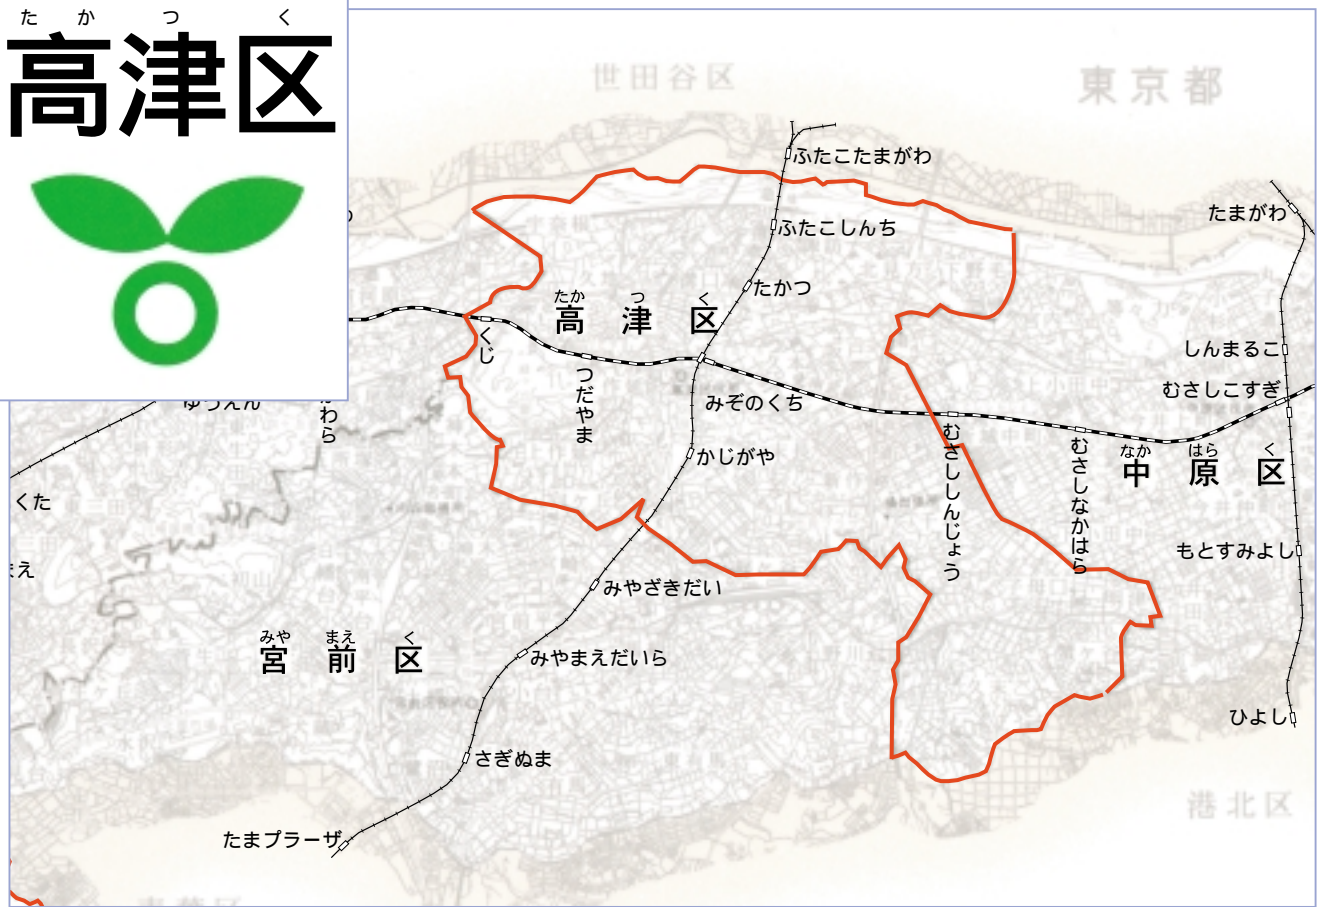 たかつく
高津区
世田谷区
東京都
ふたこたまがわ
ふたこしんち
たまがわ
たかつ
たかつく
高津区
くじ
つだやま
しんまるこ
むさしこすぎ
みぞのくち
かじがや
むさししんじょう
むさしなかはら
なかはらく
中原区
くた
もとすみよし
みやざきだい
みやまえく
宮前区
みやまえだいら
さぎぬま
ひよし
港北区
たまプラーザ